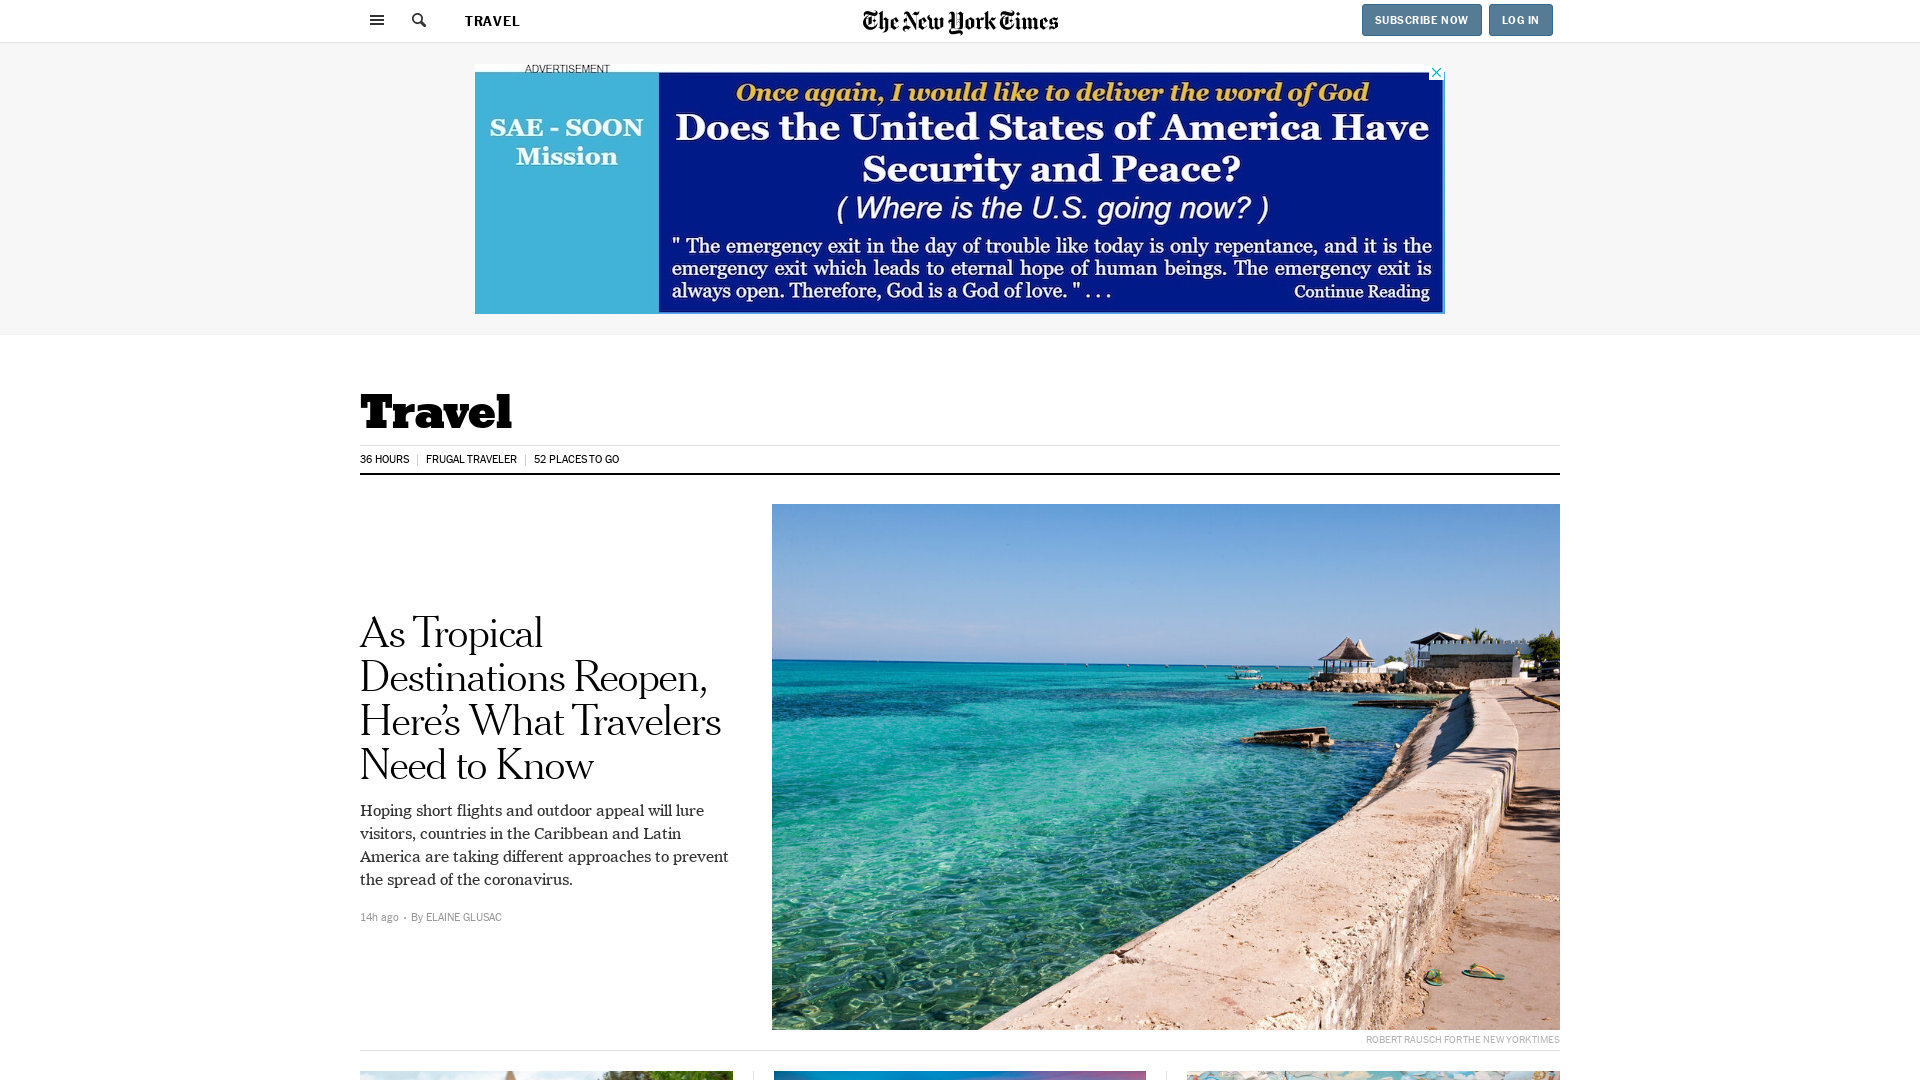 TRAVEL
The New York Times
SUBSCRIBE NOW
LOG IN
ADVERTISEMENT
SAE - SOON
Mission
Once again, I would like to deliver the word of God
Does the United States of America Have
Security and Peace?
( Where is the U.S. going now? )
" The emergency exit in the day of trouble like today is only repentance, and it is the
emergency exit which leads to eternal hope of human beings. The emergency exit is
always open. Therefore, God is a God of love. " . . .
Continue Reading
Travel
36 HOURS
FRUGAL TRAVELER
52 PLACES TO GO
As Tropical
Destinations Reopen,
Here’s What Travelers
Need to Know
Hoping short flights and outdoor appeal will lure
visitors, countries in the Caribbean and Latin
America are taking different approaches to prevent
the spread of the coronavirus.
14h ago · By ELAINE GLUSAC
ROBERT RAUSCH FOR THE NEW YORK TIMES